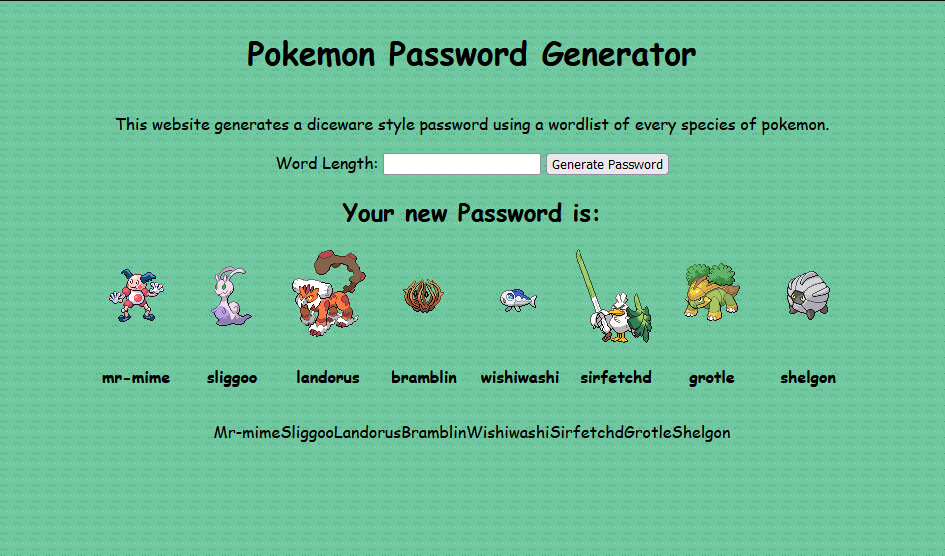 Pokemon Password Generator
This website generates a diceware style password using a wordlist of every species of pokemon.
Word Length: Generate Password
Your new Password is:
mr-mime sliggoo landorus bramblin wishiwashi sirfetchd grotle shelgon
Mr-mimeSliggooLandorusBramblinWishiwashiSirfetchdGrotleShelgon